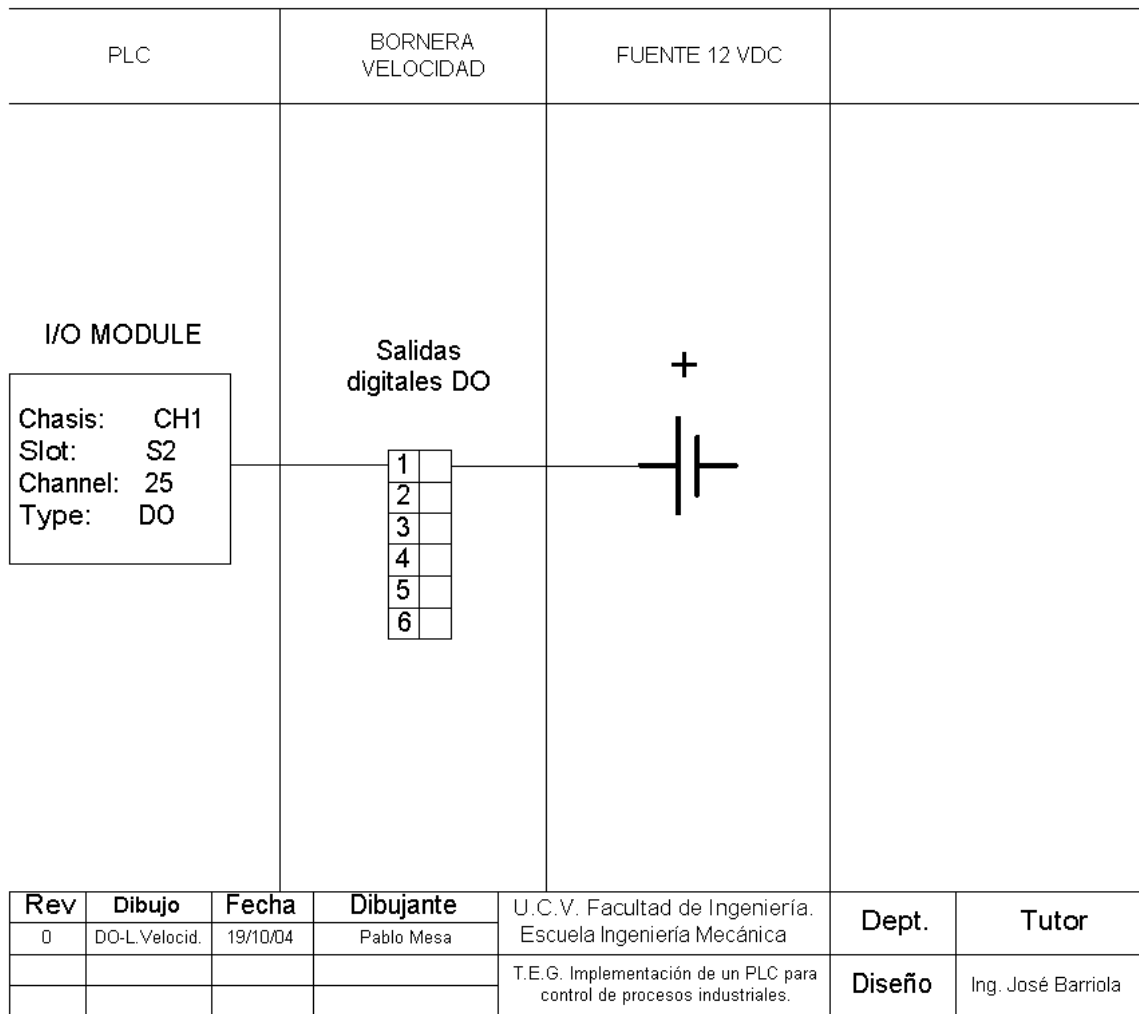 PLC
BORNERA
VELOCIDAD
FUENTE 12 VDC
I/O MODULE
Chasis: CH1
Slot: S2
Channel: 25
Type: DO
Salidas
digitales DO
1
2
3
4
5
6
+
Rev Dibujo Fecha Dibujante
0 DO-L.Velocid. 19/10/04 Pablo Mesa
U.C.V. Facultad de Ingeniería.
Escuela Ingeniería Mecánica
T.E.G. Implementación de un PLC para
control de procesos industriales.
Dept. Tutor
Diseño Ing. José Barriola